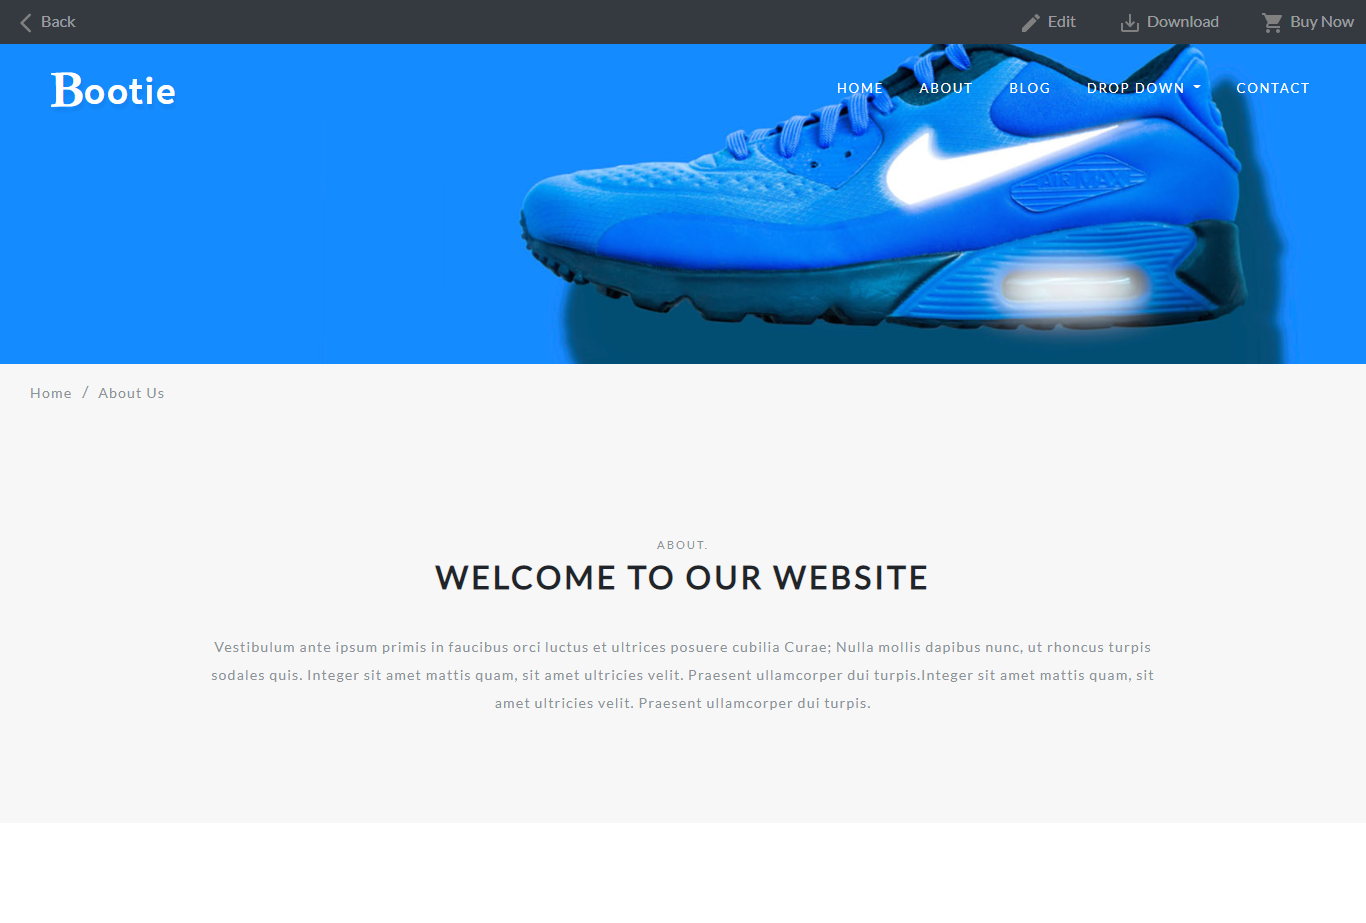 Back
Edit
Download
Buy Now
Bootie
HOME
ABOUT
BLOG
DROP DOWN
CONTACT
AIR MAX
Home / About Us
ABOUT.
WELCOME TO OUR WEBSITE
Vestibulum ante ipsum primis in faucibus orci luctus et ultrices posuere cubilia Curae; Nulla mollis dapibus nunc, ut rhoncus turpis
sodales quis. Integer sit amet mattis quam, sit amet ultricies velit. Praesent ullamcorper dui turpis.Integer sit amet mattis quam, sit
amet ultricies velit. Praesent ullamcorper dui turpis.